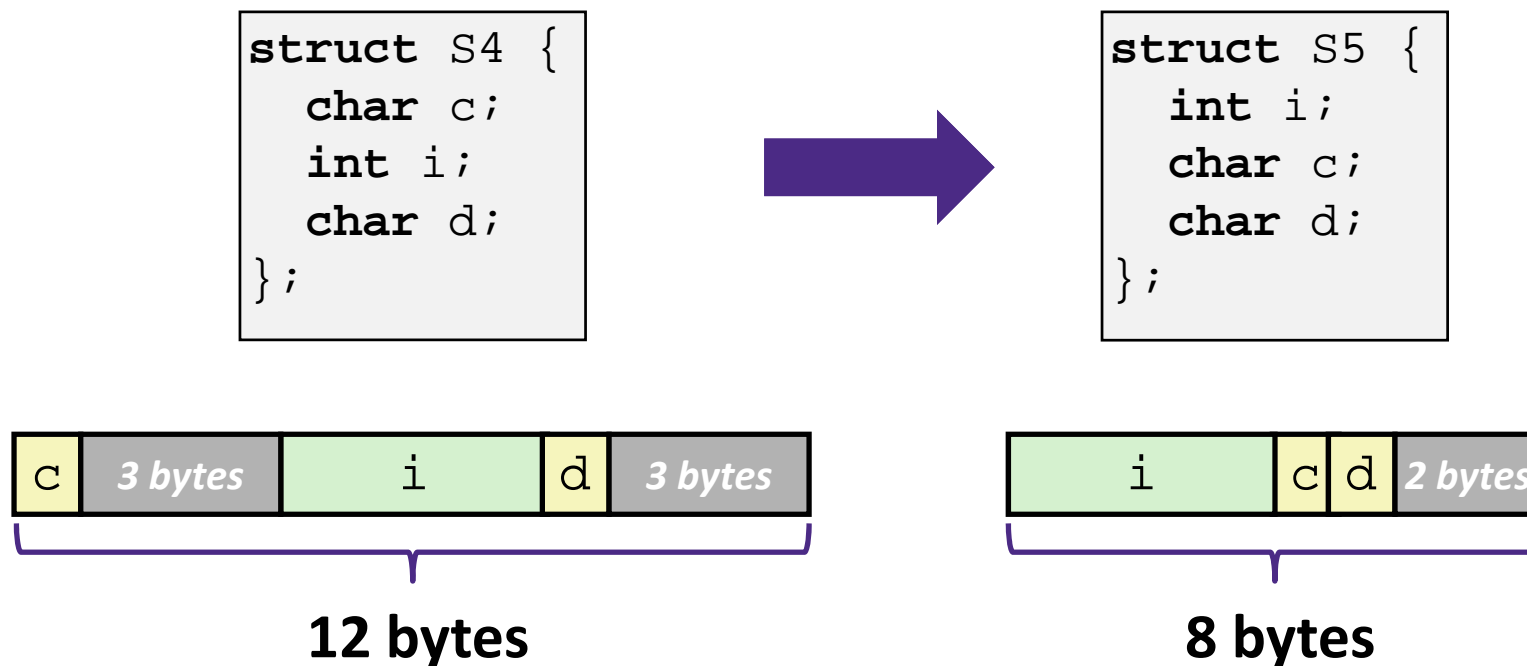 struct S4 {
char c;
int i;
char d;
};
struct S5 {
int i;
char c;
char d;
};
c 3 bytes i d 3 bytes
i c d 2 bytes
12 bytes
8 bytes